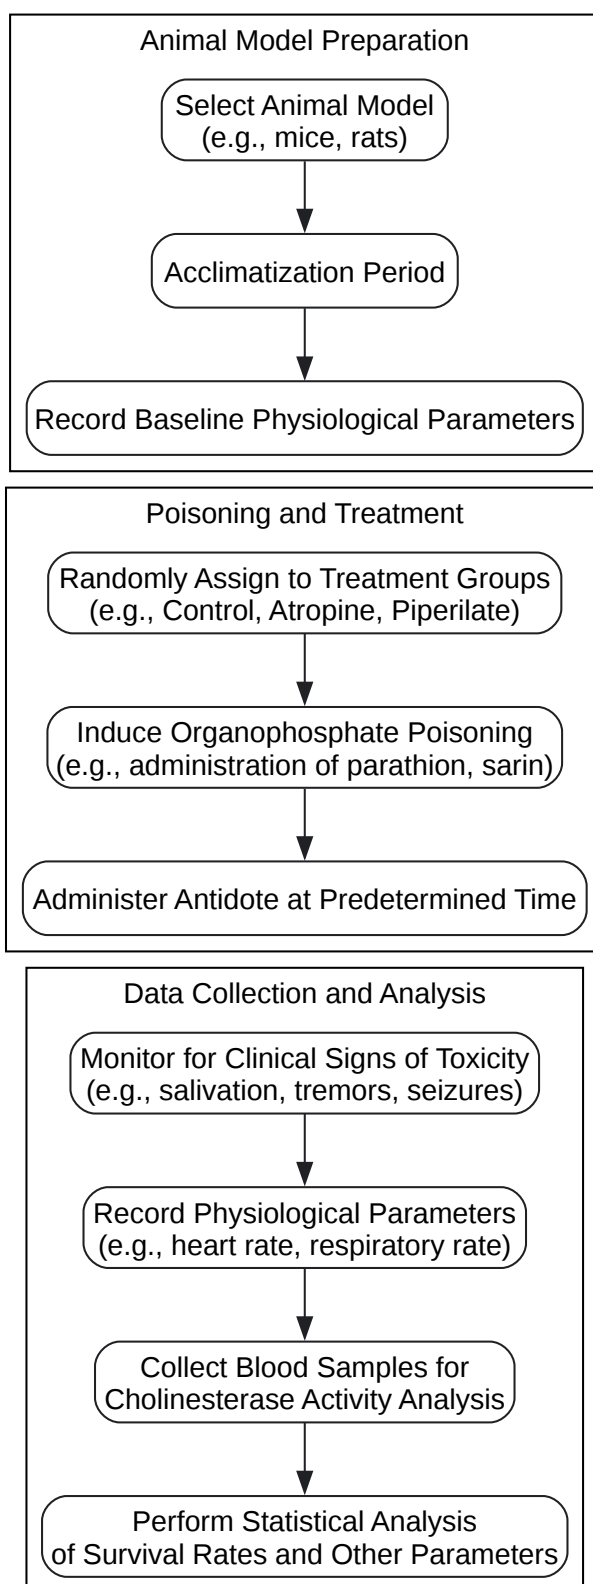 Animal Model Preparation
Select Animal Model
(e.g., mice, rats)
Acclimatization Period
Record Baseline Physiological Parameters
Poisoning and Treatment
Randomly Assign to Treatment Groups
(e.g., Control, Atropine, Piperilate)
Induce Organophosphate Poisoning
(e.g., administration of parathion, sarin)
Administer Antidote at Predetermined Time
Data Collection and Analysis
Monitor for Clinical Signs of Toxicity
(e.g., salivation, tremors, seizures)
Record Physiological Parameters
(e.g., heart rate, respiratory rate)
Collect Blood Samples for
Cholinesterase Activity Analysis
Perform Statistical Analysis
of Survival Rates and Other Parameters